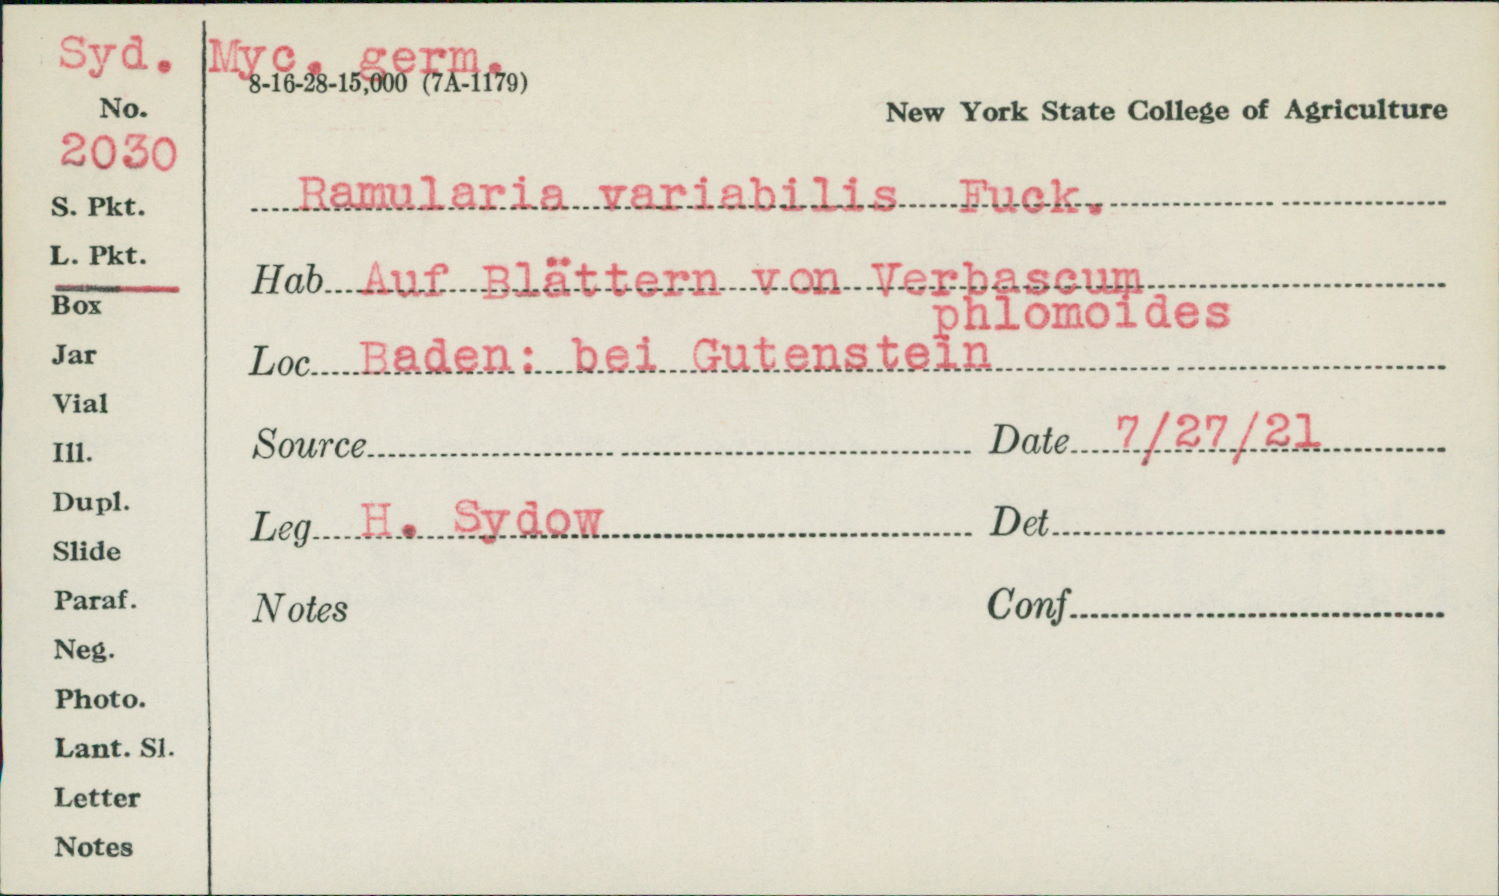 Syd. Myc. germ.
8-16-28-15,000 (7A-1179)
No.
New York State College of Agriculture
2030
S. Pkt.
Ramularia variabilis Fuck.
L. Pkt.
Hab Auf Blättern von Verbascum
phlomoides
Box
Jar
Loc Baden: bei Gutenstein
Vial
Ill.
Source Date 7/27/21
Dupl.
Leg H. Sydow Det
Slide
Paraf.
Notes Conf
Neg.
Photo.
Lant. Sl.
Letter
Notes